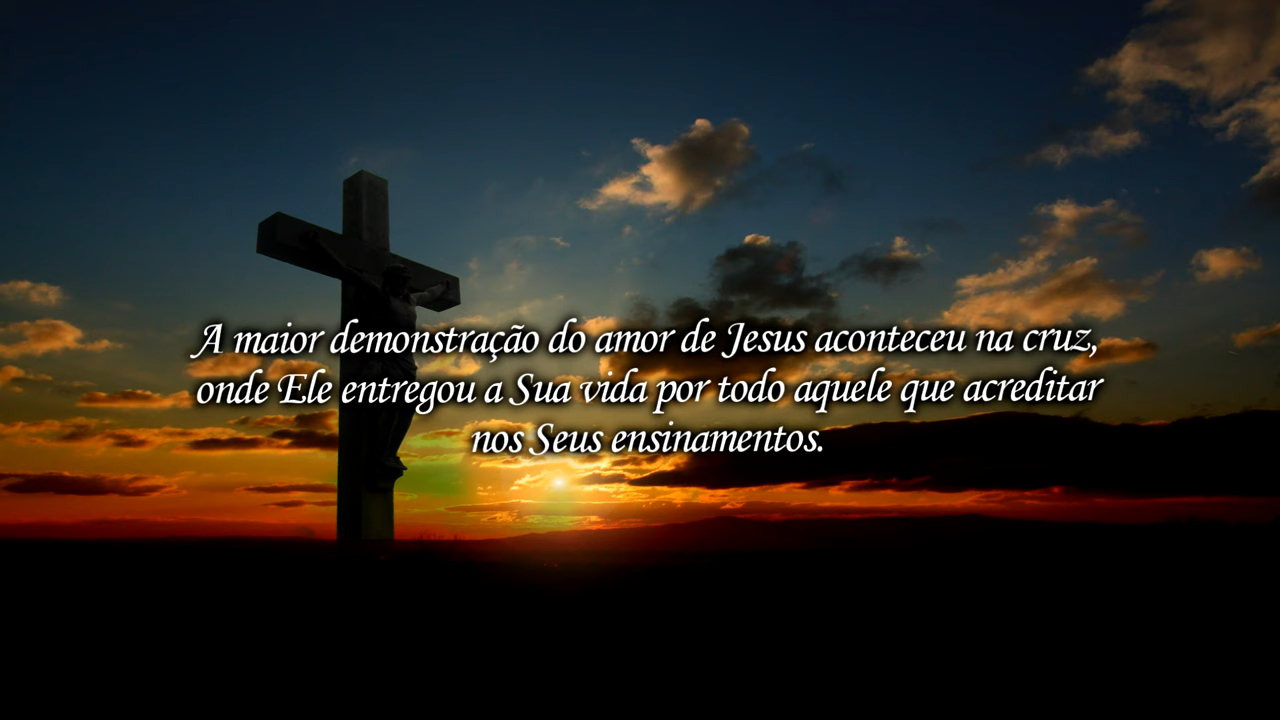 A maior demonstração do amor de Jesus aconteceu na cruz,
onde Ele entregou a Sua vida por todo aquele que acreditar
nos Seus ensinamentos.